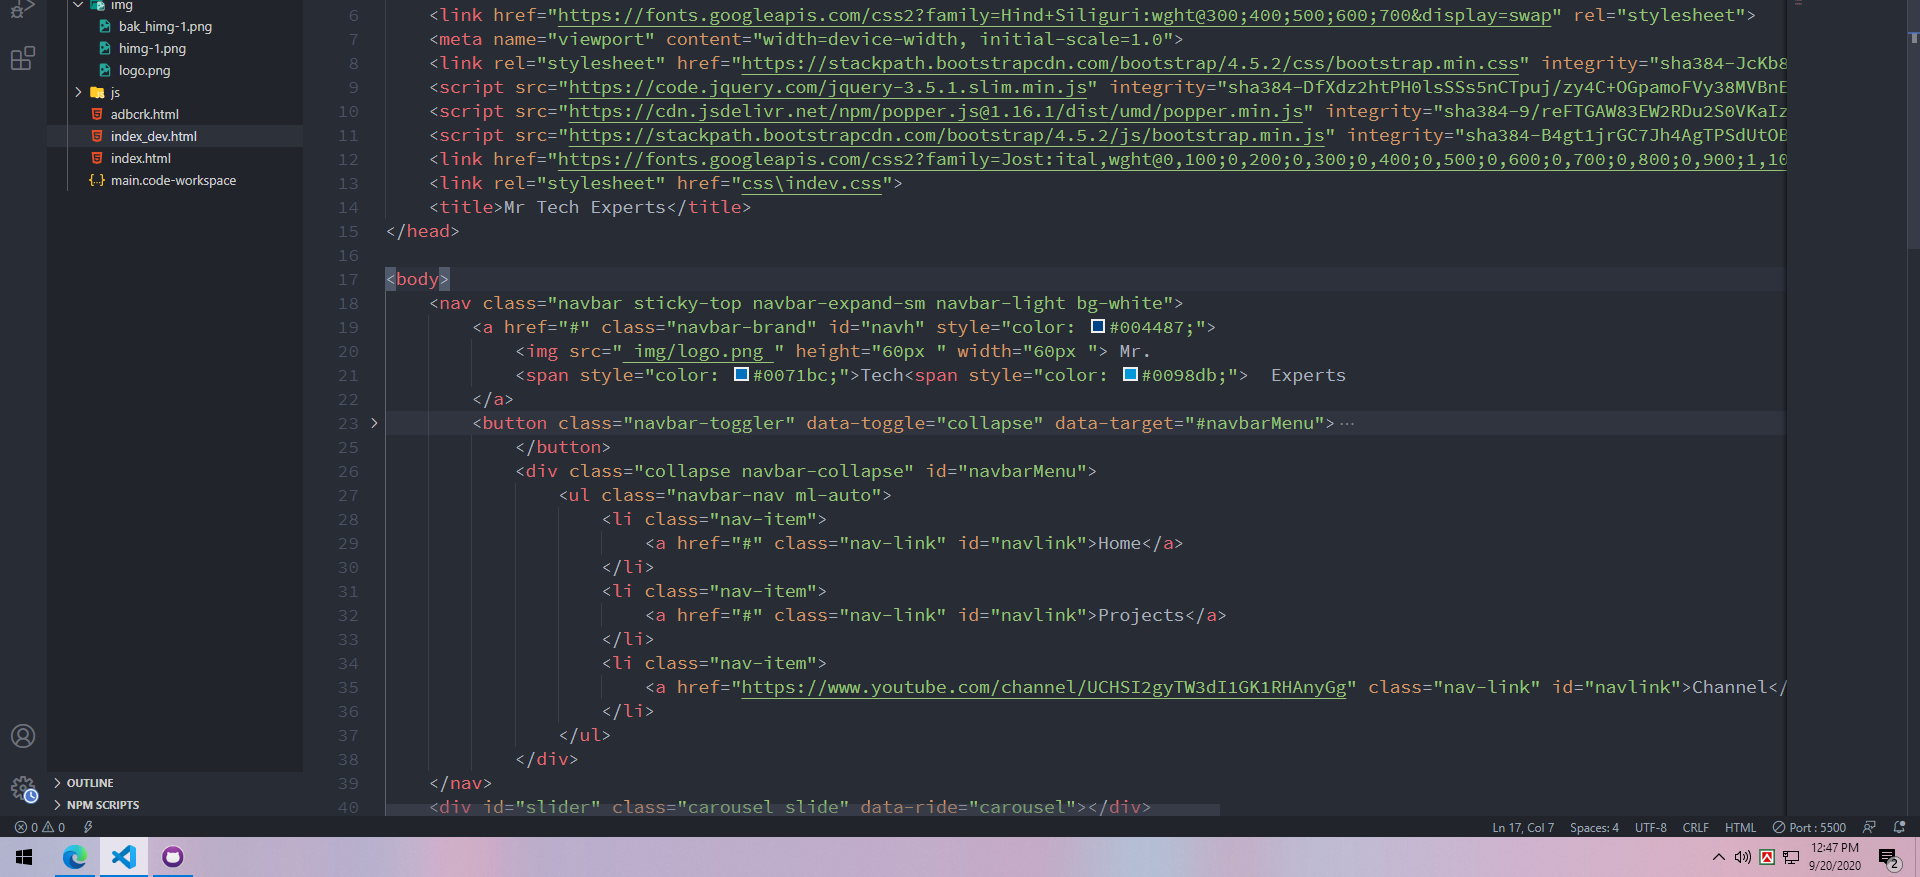 img
bak_himg-1.png
himg-1.png
logo.png
js
adbcrk.html
index_dev.html
index.html
main.code-workspace
OUTLINE
NPM SCRIPTS
6 <link href="https://fonts.googleapis.com/css2?family=Hind+Siliguri:wght@300;400;500;600;700&display=swap" rel="stylesheet">
7 <meta name="viewport" content="width=device-width, initial-scale=1.0">
8 <link rel="stylesheet" href="https://stackpath.bootstrapcdn.com/bootstrap/4.5.2/css/bootstrap.min.css" integrity="sha384-JcKb8
9 <script src="https://code.jquery.com/jquery-3.5.1.slim.min.js" integrity="sha384-DfXdz2htPH0lsSSs5nCTpuj/zy4C+OGpamoFVy38MVBnE
10 <script src="https://cdn.jsdelivr.net/npm/popper.js@1.16.1/dist/umd/popper.min.js" integrity="sha384-9/reFTGAW83EW2RDu2S0VKaIz
11 <script src="https://stackpath.bootstrapcdn.com/bootstrap/4.5.2/js/bootstrap.min.js" integrity="sha384-B4gt1jrGC7Jh4AgTPSdUtOB
12 <link href="https://fonts.googleapis.com/css2?family=Jost:ital,wght@0,100;0,200;0,300;0,400;0,500;0,600;0,700;0,800;0,900;1,10
13 <link rel="stylesheet" href="css\indev.css">
14 <title>Mr Tech Experts</title>
15 </head>
16
17 <body>
18 <nav class="navbar sticky-top navbar-expand-sm navbar-light bg-white">
19 <a href="#" class="navbar-brand" id="navh" style="color: #004487;">
20 <img src=" img/logo.png " height="60px " width="60px "> Mr.
21 <span style="color: #0071bc;">Tech<span style="color: #0098db;">  Experts
22 </a>
23 <button class="navbar-toggler" data-toggle="collapse" data-target="#navbarMenu">···
25 </button>
26 <div class="collapse navbar-collapse" id="navbarMenu">
27 <ul class="navbar-nav ml-auto">
28 <li class="nav-item">
29 <a href="#" class="nav-link" id="navlink">Home</a>
30 </li>
31 <li class="nav-item">
32 <a href="#" class="nav-link" id="navlink">Projects</a>
33 </li>
34 <li class="nav-item">
35 <a href="https://www.youtube.com/channel/UCHSI2gyTW3dI1GK1RHAnyGg" class="nav-link" id="navlink">Channel</
36 </li>
37 </ul>
38 </div>
39 </nav>
40 <div id="slider" class="carousel slide" data-ride="carousel"></div>
0 0 Ln 17, Col 7 Spaces: 4 UTF-8 CRLF HTML Port : 5500
12:47 PM
9/20/2020
2